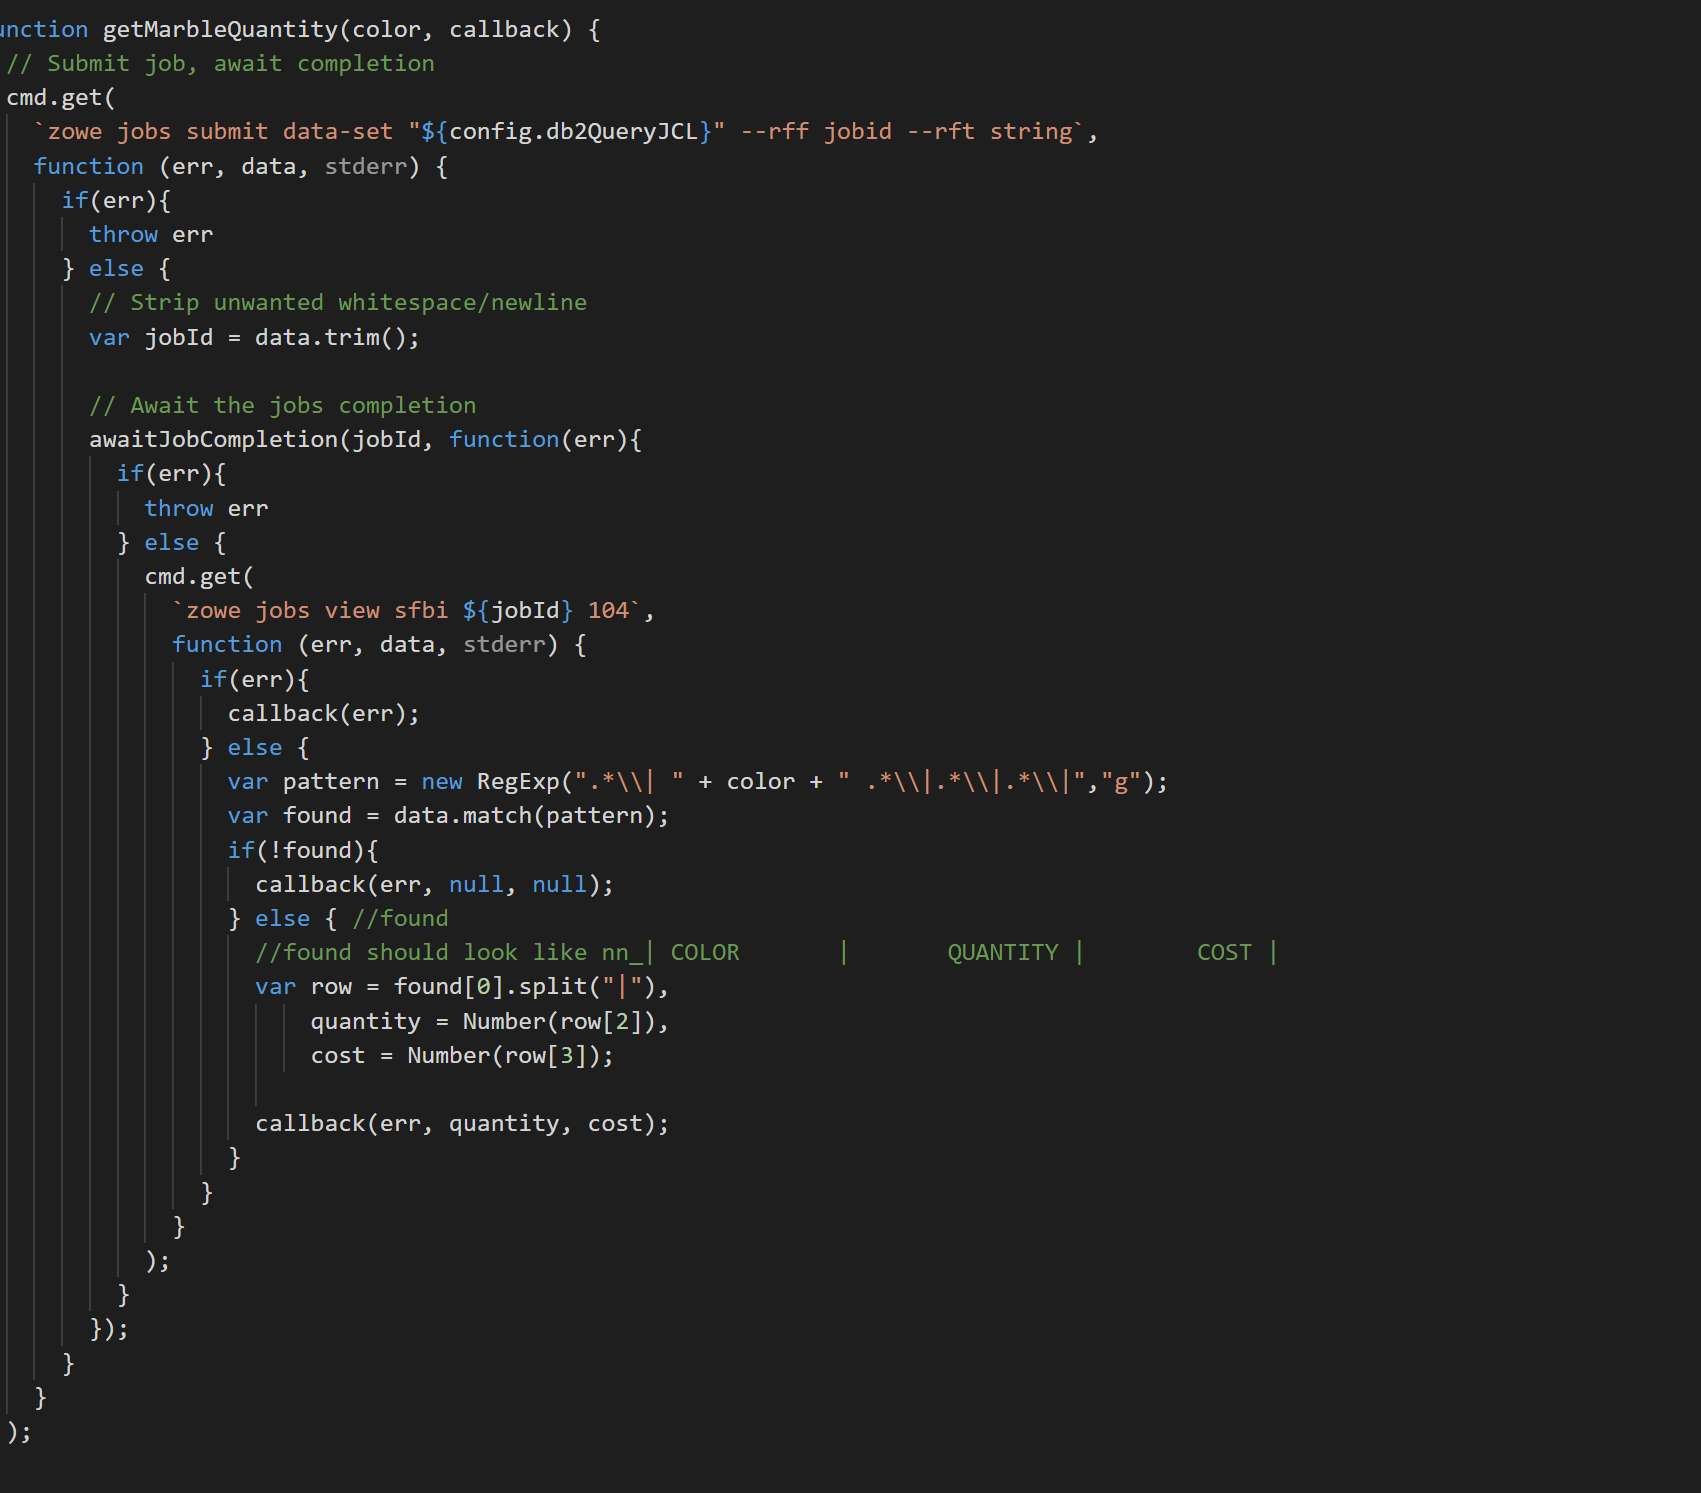 unction getMarbleQuantity(color, callback) {
// Submit job, await completion
cmd.get(
`zowe jobs submit data-set "${config.db2QueryJCL}" --rff jobid --rft string`,
function (err, data, stderr) {
if(err){
throw err
} else {
// Strip unwanted whitespace/newline
var jobId = data.trim();
// Await the jobs completion
awaitJobCompletion(jobId, function(err){
if(err){
throw err
} else {
cmd.get(
`zowe jobs view sfbi ${jobId} 104`,
function (err, data, stderr) {
if(err){
callback(err);
} else {
var pattern = new RegExp(".*\\| " + color + " .*\\|.*\\|.*\\|","g");
var found = data.match(pattern);
if(!found){
callback(err, null, null);
} else { //found
//found should look like nn_| COLOR       |       QUANTITY |        COST |
var row = found[0].split("|"),
quantity = Number(row[2]),
cost = Number(row[3]);
callback(err, quantity, cost);
}
}
}
);
}
});
}
}
);